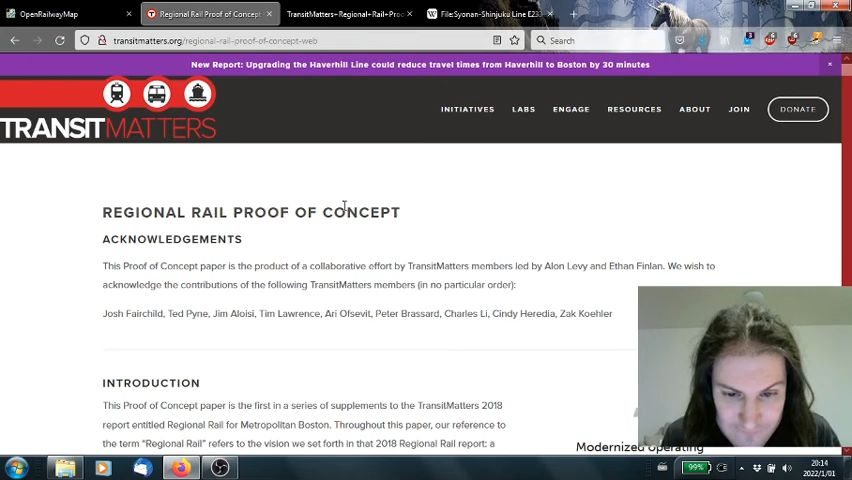 OpenRailwayMap
Regional Rail Proof of Concept
TransitMatters–Regional+Rail+Proo
File:Syonan-Shinjuku Line E233
transitmatters.org/regional-rail-proof-of-concept-web
Search
New Report: Upgrading the Haverhill Line could reduce travel times from Haverhill to Boston by 30 minutes
TRANSITMATTERS
INITIATIVES LABS ENGAGE RESOURCES ABOUT JOIN DONATE
REGIONAL RAIL PROOF OF CONCEPT
ACKNOWLEDGEMENTS
This Proof of Concept paper is the product of a collaborative effort by TransitMatters members led by Alon Levy and Ethan Finlan. We wish to
acknowledge the contributions of the following TransitMatters members (in no particular order):
Josh Fairchild, Ted Pyne, Jim Aloisi, Tim Lawrence, Ari Ofsevit, Peter Brassard, Charles Li, Cindy Heredia, Zak Koehler
INTRODUCTION
This Proof of Concept paper is the first in a series of supplements to the TransitMatters 2018
report entitled Regional Rail for Metropolitan Boston. Throughout this paper, our reference to
the term “Regional Rail” refers to the vision we set forth in that 2018 Regional Rail report: a
Modernized operating
99%
20:14
2022/1/01